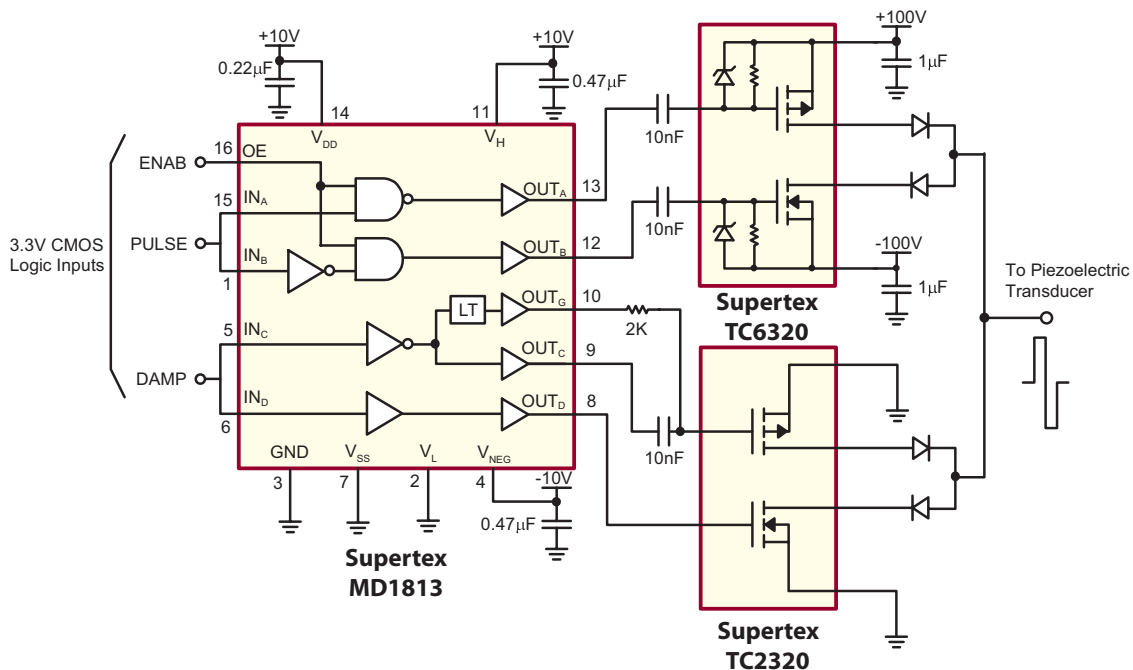 +10V
0.22μF
+10V
0.47μF
+100V
1μF
14
VDD
11
VH
10nF
3.3V CMOS
Logic Inputs
ENAB
16
OE
15
INA
PULSE
INB
1
OUTA
13
OUTB
12
10nF
-100V
1μF
Supertex
TC6320
To Piezoelectric
Transducer
5
INC
DAMP
IND
6
LT
OUTG
10
2K
OUTC
9
OUTD
8
10nF
GND
VSS
VL
VNEG
3
7
2
4
-10V
0.47μF
Supertex
MD1813
Supertex
TC2320